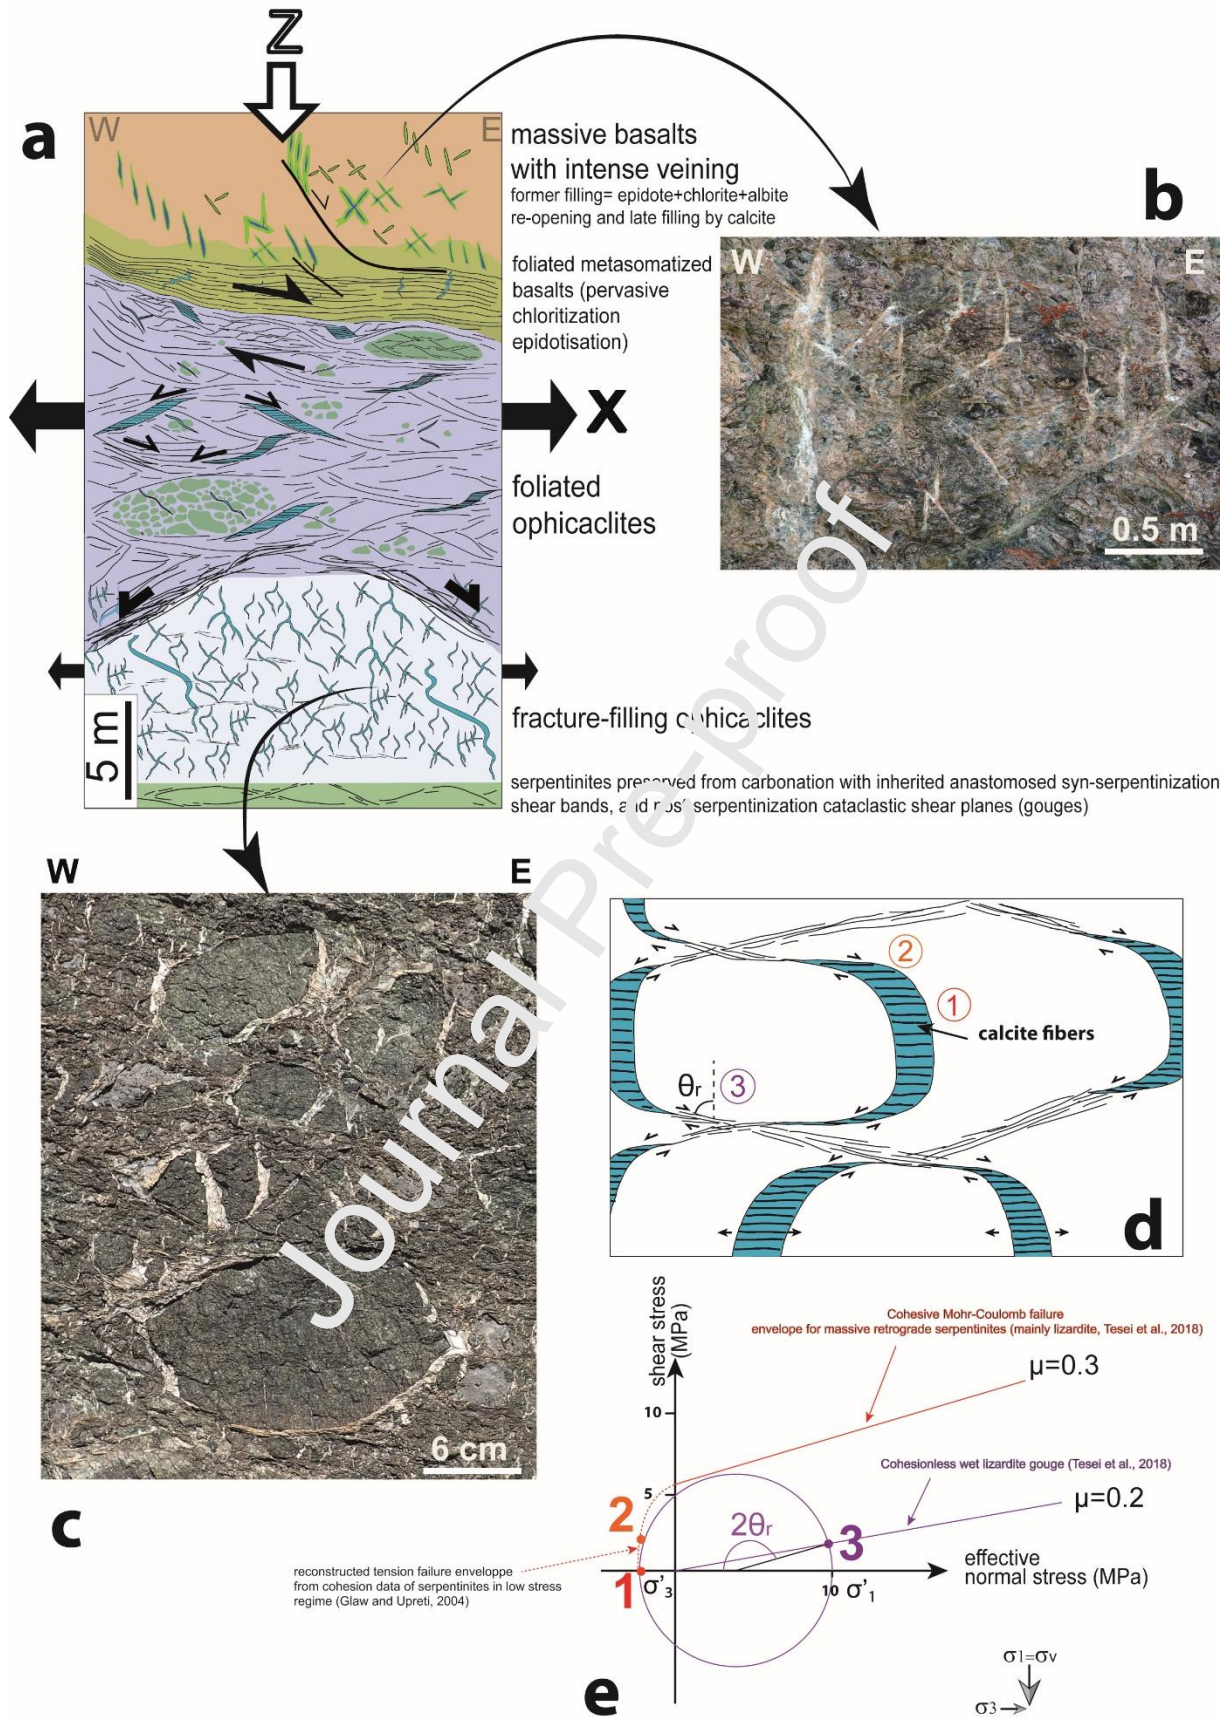 Z
a
W
E
massive basalts
with intense veining
former filling= epidote+chlorite+albite
re-opening and late filling by calcite
foliated metasomatized
basalts (pervasive
chloritization
epidotisation)
X
foliated
ophicaclites
fracture-filling ophicaclites
5 m
serpentinites preserved from carbonation with inherited anastomosed syn-serpentinization
shear bands, and post serpentinization cataclastic shear planes (gouges)
b
W
E
0.5 m
Journal Pre-proof
W
E
6 cm
c
2
1
calcite fibers
θr
3
d
shear stress
(MPa)
Cohesive Mohr-Coulomb failure
envelope for massive retrograde serpentinites (mainly lizardite, Tesei et al., 2018)
μ=0.3
10
Cohesionless wet lizardite gouge (Tesei et al., 2018)
5
μ=0.2
2
2θr
3
reconstructed tension failure enveloppe
from cohesion data of serpentinites in low stress
regime (Glaw and Upreti, 2004)
1
σ'3
10
σ'1
effective
normal stress (MPa)
σ1=σv
σ3
e